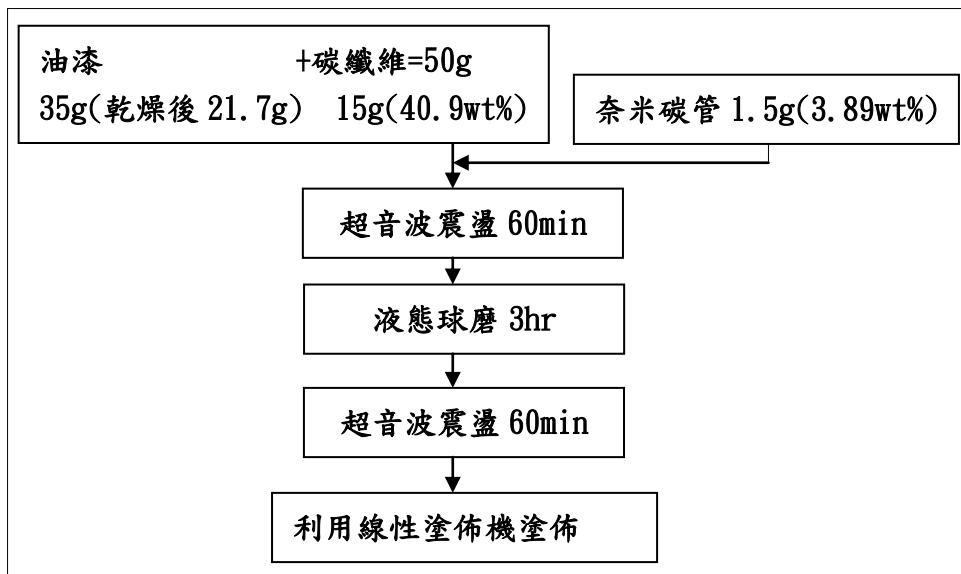 油漆 +碳纖維=50g
35g(乾燥後 21.7g) 15g(40.9wt%)
奈米碳管 1.5g(3.89wt%)
超音波震盪 60min
液態球磨 3hr
超音波震盪 60min
利用線性塗佈機塗佈